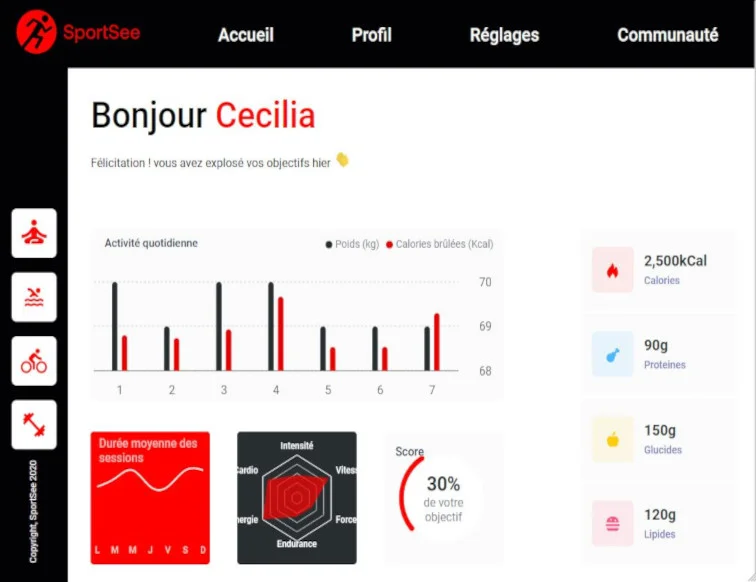 SportSee
Accueil
Profil
Réglages
Communauté
Bonjour Cecilia
Félicitation ! vous avez explosé vos objectifs hier 👏
Activité quotidienne
Poids (kg)
Calories brûlées (Kcal)
70
69
68
1 2 3 4 5 6 7
2,500kCal
Calories
90g
Proteines
150g
Glucides
120g
Lipides
Durée moyenne des
sessions
L M M J V S D
Intensité
Cardio
Vites
ergie
Force
Endurance
Score
30%
de votre
objectif
Copyright, SportSee 2020